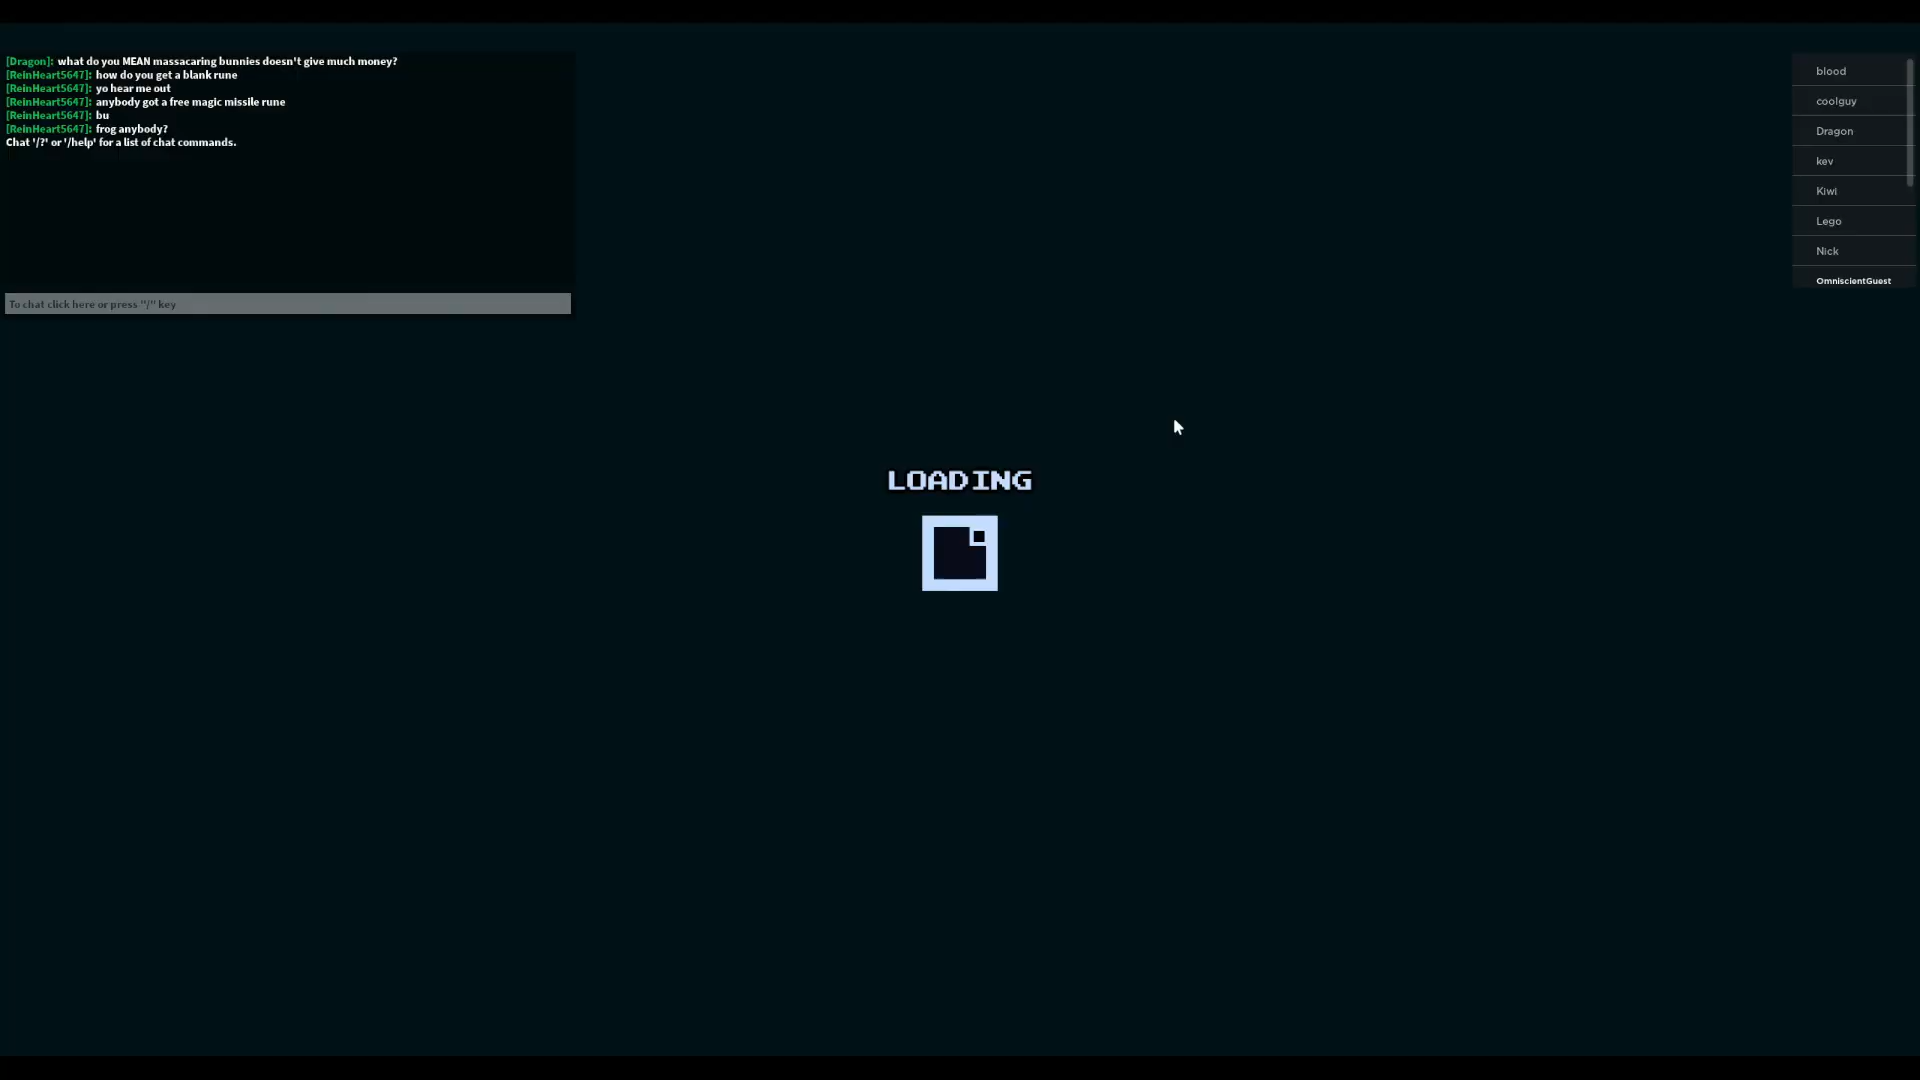 [Dragon]: what do you MEAN massacaring bunnies doesn't give much money?
[ReinHeart5647]: how do you get a blank rune
[ReinHeart5647]: yo hear me out
[ReinHeart5647]: anybody got a free magic missile rune
[ReinHeart5647]: bu
[ReinHeart5647]: frog anybody?
Chat '/?' or '/help' for a list of chat commands.
To chat click here or press "/" key
blood
coolguy
Dragon
kev
Kiwi
Lego
Nick
OmniscientGuest
LOADING